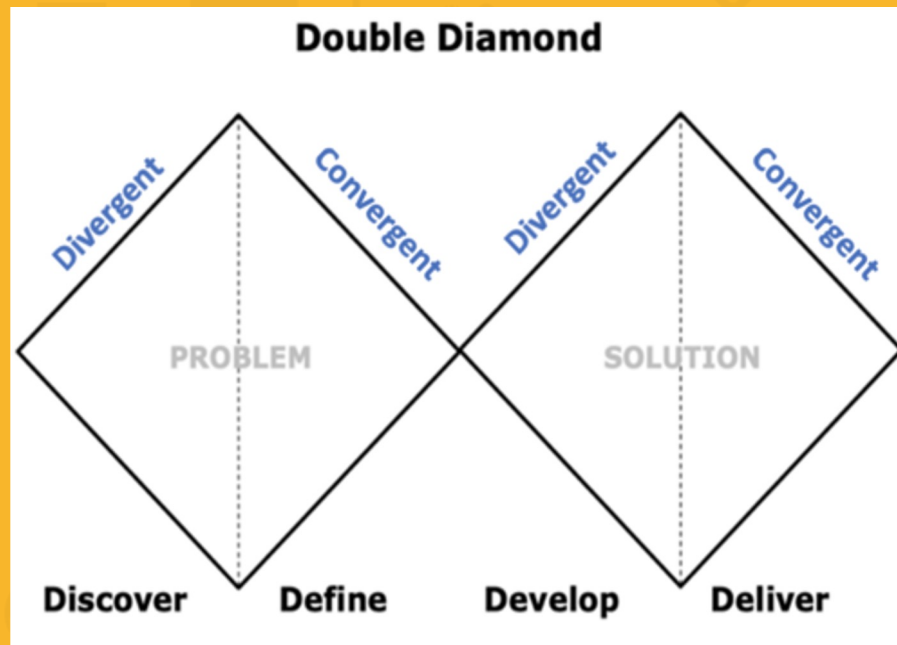 Double Diamond
Divergent
Convergent
Divergent
Convergent
PROBLEM
SOLUTION
Discover
Define
Develop
Deliver